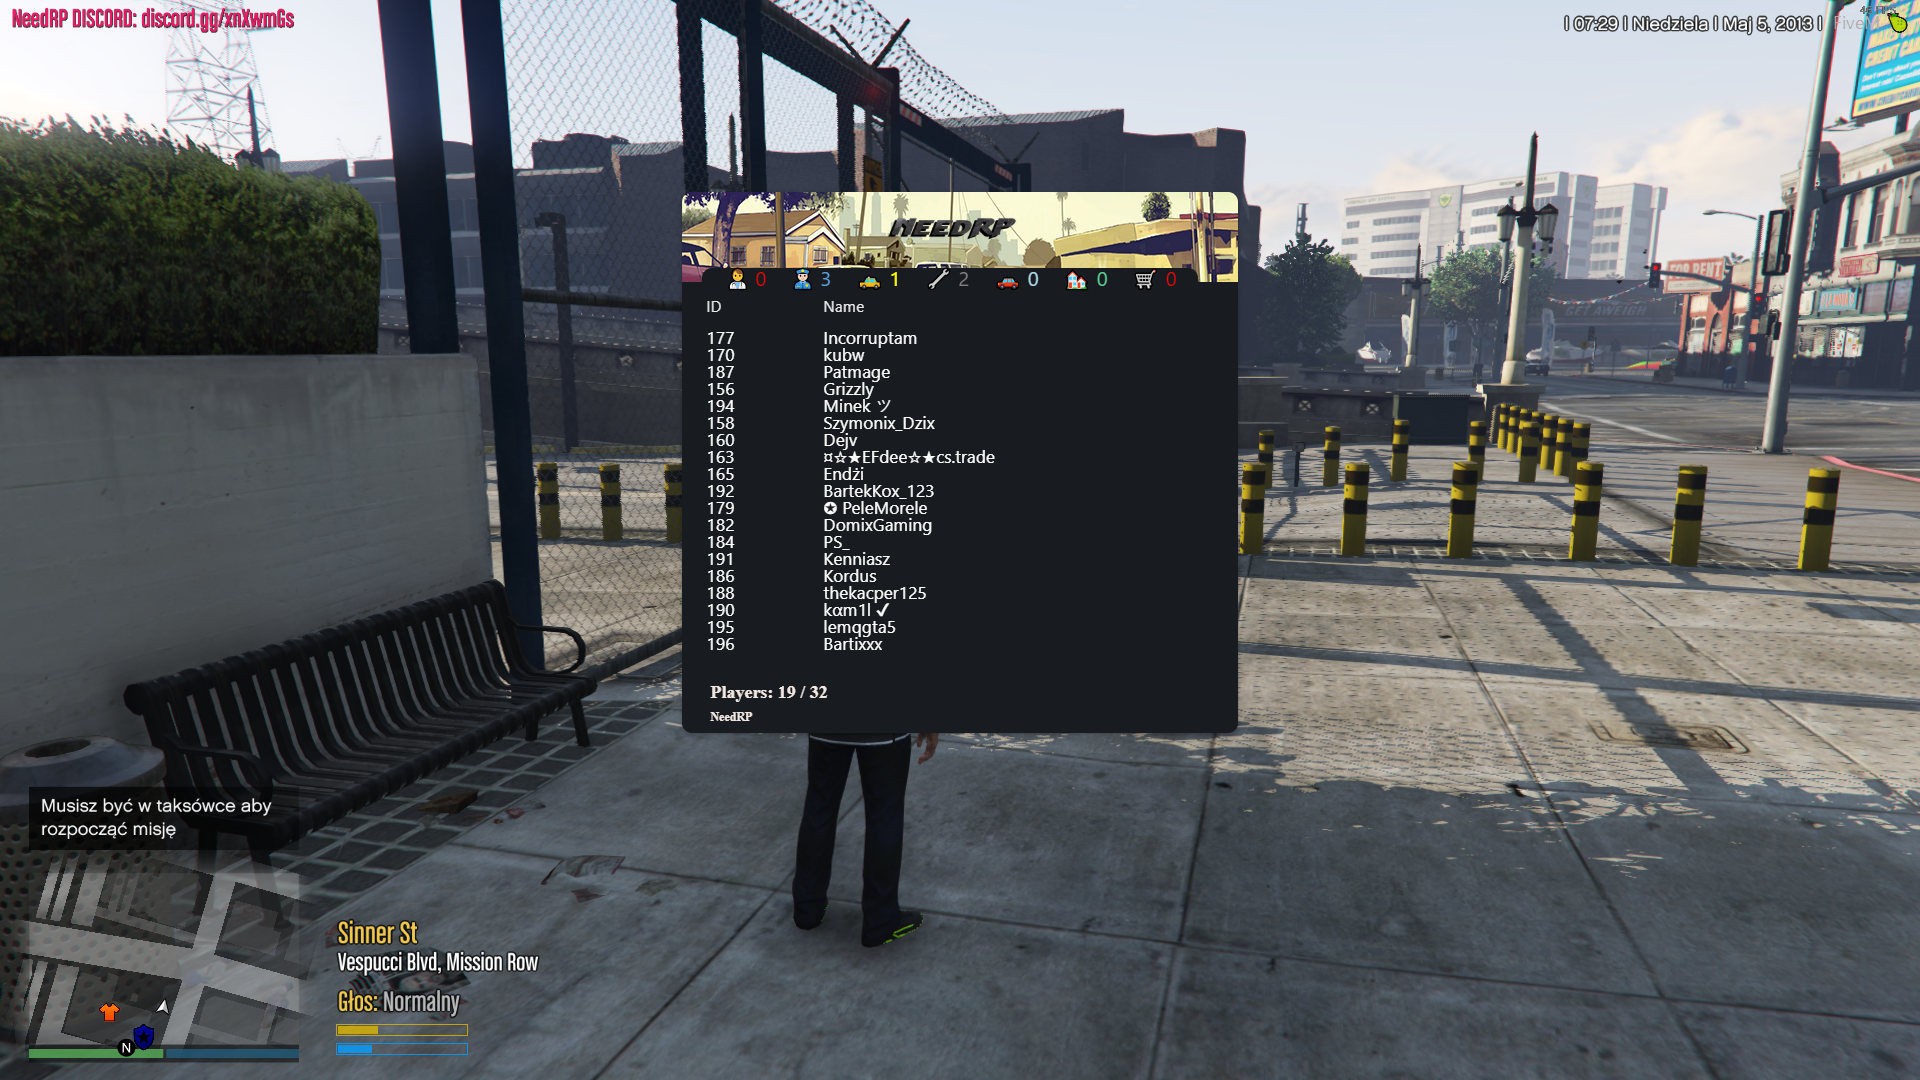 NeedRP DISCORD: discord.gg/xnXwmGs
| 07:29 | Niedziela | Maj 5, 2013 |
NEEDRP
0 3 1 2 0 0 0
ID Name
177 Incorruptam
170 kubw
187 Patmage
156 Grizzly
194 Minek ツ
158 Szymonix_Dzix
160 Dejv
163 ¤☆★EFdee☆★cs.trade
165 Endżi
192 BartekKox_123
179 ✪ PeleMorele
182 DomixGaming
184 PS_
191 Kenniasz
186 Kordus
188 thekacper125
190 kαm1l ✔
195 lemqgta5
196 Bartixxx
Players: 19 / 32
NeedRP
FOR RENT
GETAWEIGH
Musisz być w taksówce aby
rozpocząć misję
Sinner St
Vespucci Blvd, Mission Row
Głos: Normalny
N